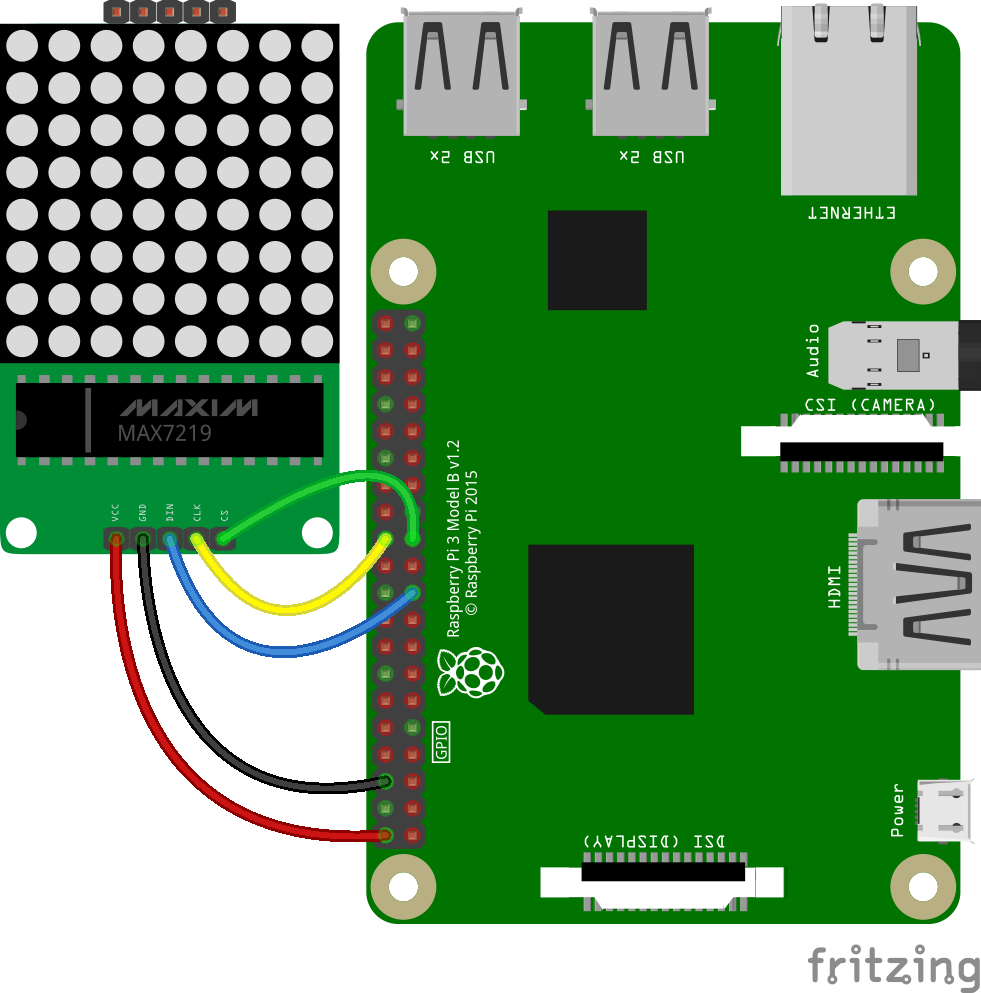 USB 2x
USB 2x
ETHERNET
Audio
CSI (CAMERA)
MAXIM
MAX7219
VCC
GND
DIN
CLK
CS
Raspberry Pi 3 Model B v1.2
© Raspberry Pi 2015
HDMI
GPIO
Power
DSI (DISPLAY)
fritzing